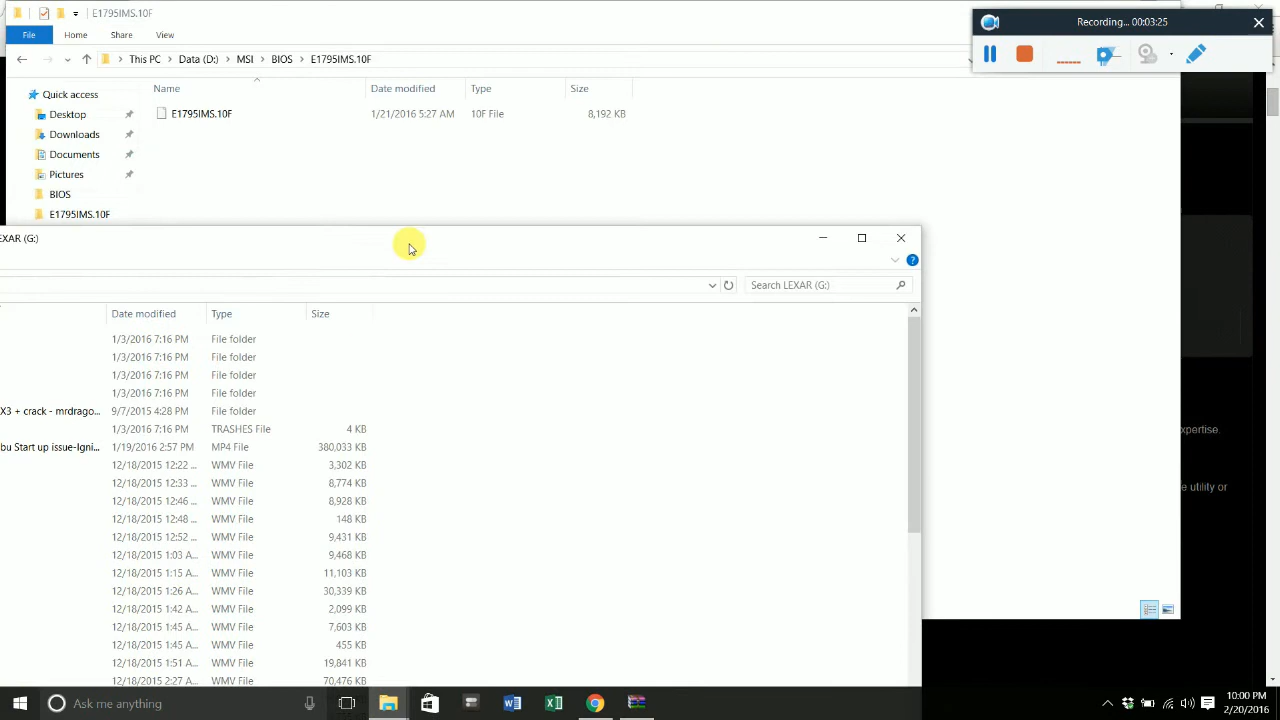 E1795IMS.10F
Recording... 00:03:25
File Home Share View
This PC > Data (D:) > MSI > BIOS > E1795IMS.10F
Quick access
Desktop
Downloads
Documents
Pictures
BIOS
E1795IMS.10F
Name Date modified Type Size
E1795IMS.10F 1/21/2016 5:27 AM 10F File 8,192 KB
EXAR (G:)
Search LEXAR (G:)
Date modified Type Size
1/3/2016 7:16 PM File folder
1/3/2016 7:16 PM File folder
1/3/2016 7:16 PM File folder
1/3/2016 7:16 PM File folder
X3 + crack - mrdrago... 9/7/2015 4:28 PM File folder
1/3/2016 7:16 PM TRASHES File 4 KB
bu Start up issue-Igni... 1/19/2016 2:57 PM MP4 File 380,033 KB
12/18/2015 12:22 ... WMV File 3,302 KB
12/18/2015 12:33 ... WMV File 8,774 KB
12/18/2015 12:46 ... WMV File 8,928 KB
12/18/2015 12:48 ... WMV File 148 KB
12/18/2015 12:52 ... WMV File 9,431 KB
12/18/2015 1:03 A... WMV File 9,468 KB
12/18/2015 1:15 A... WMV File 11,103 KB
12/18/2015 1:26 A... WMV File 30,339 KB
12/18/2015 1:42 A... WMV File 2,099 KB
12/18/2015 1:45 A... WMV File 7,603 KB
12/18/2015 1:45 A... WMV File 455 KB
12/18/2015 1:51 A... WMV File 19,841 KB
12/18/2015 2:27 A... WMV File 70,476 KB
xpertise.
e utility or
Ask me anything
10:00 PM
2/20/2016